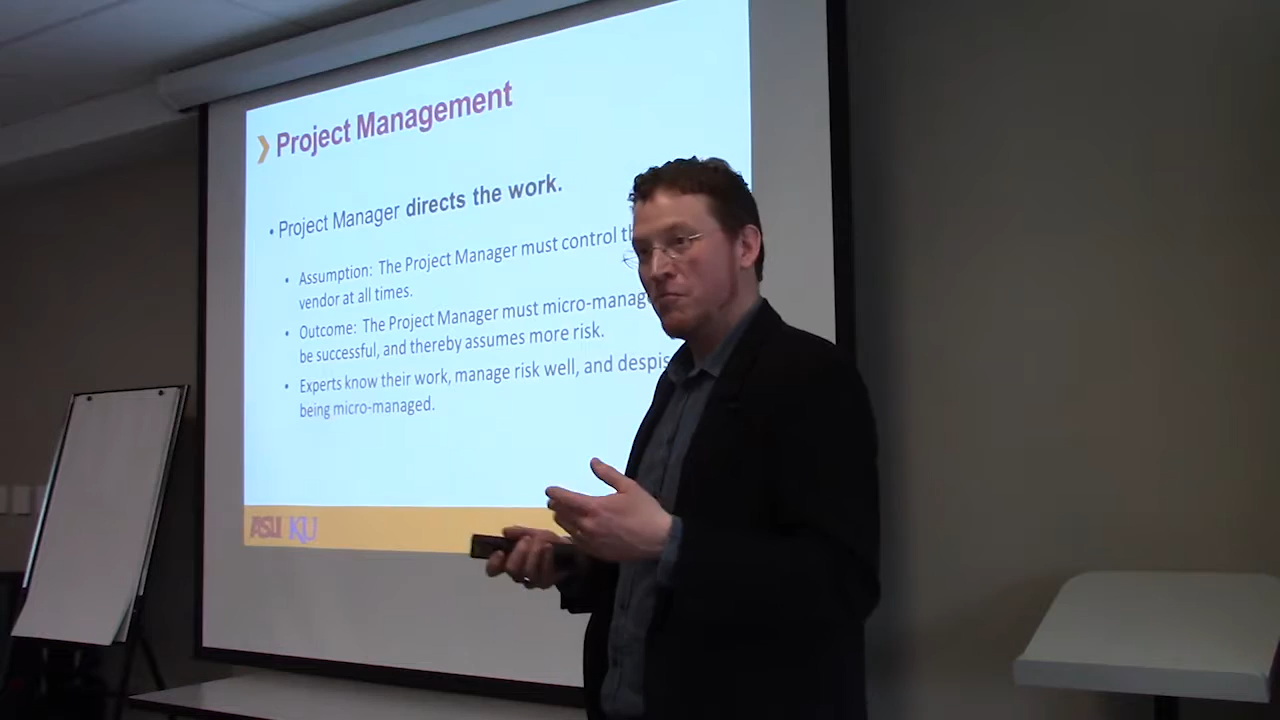 Project Management
• Project Manager directs the work.
• Assumption: The Project Manager must control
vendor at all times.
• Outcome: The Project Manager must micro-manag
be successful, and thereby assumes more risk.
• Experts know their work, manage risk well, and despis
being micro-managed.
ASU KU